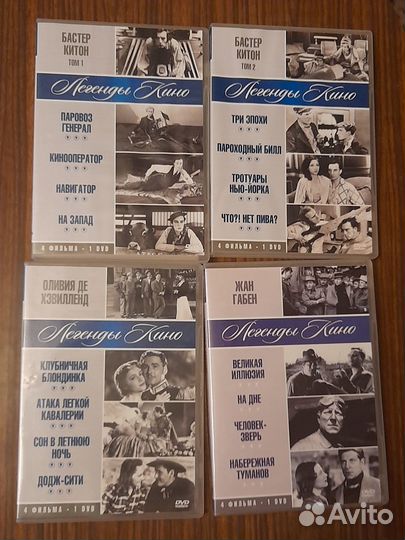 БАСТЕР
КИТОН
ТОМ 1
Легенды Кино
ПАРОВОЗ
ГЕНЕРАЛ
КИНООПЕРАТОР
НАВИГАТОР
НА ЗАПАД
4 ФИЛЬМА - 1 DVD
БАСТЕР
КИТОН
ТОМ 2
Легенды Кино
ТРИ ЭПОХИ
ПАРОХОДНЫЙ БИЛЛ
ТРОТУАРЫ
НЬЮ-ЙОРКА
ЧТО?! НЕТ ПИВА?
4 ФИЛЬМА - 1 DVD
ОЛИВИЯ ДЕ
ХЭВИЛЛЕНД
Легенды Кино
КЛУБНИЧНАЯ
БЛОНДИНКА
АТАКА ЛЕГКОЙ
КАВАЛЕРИИ
СОН В ЛЕТНЮЮ
НОЧЬ
ДОДЖ-СИТИ
4 ФИЛЬМА - 1 DVD
DVD
ЖАН
ГАБЕН
Легенды Кино
ВЕЛИКАЯ
ИЛЛЮЗИЯ
НА ДНЕ
ЧЕЛОВЕК-
ЗВЕРЬ
НАБЕРЕЖНАЯ
ТУМАНОВ
4 ФИЛЬМА - 1 DVD
DVD
Avito